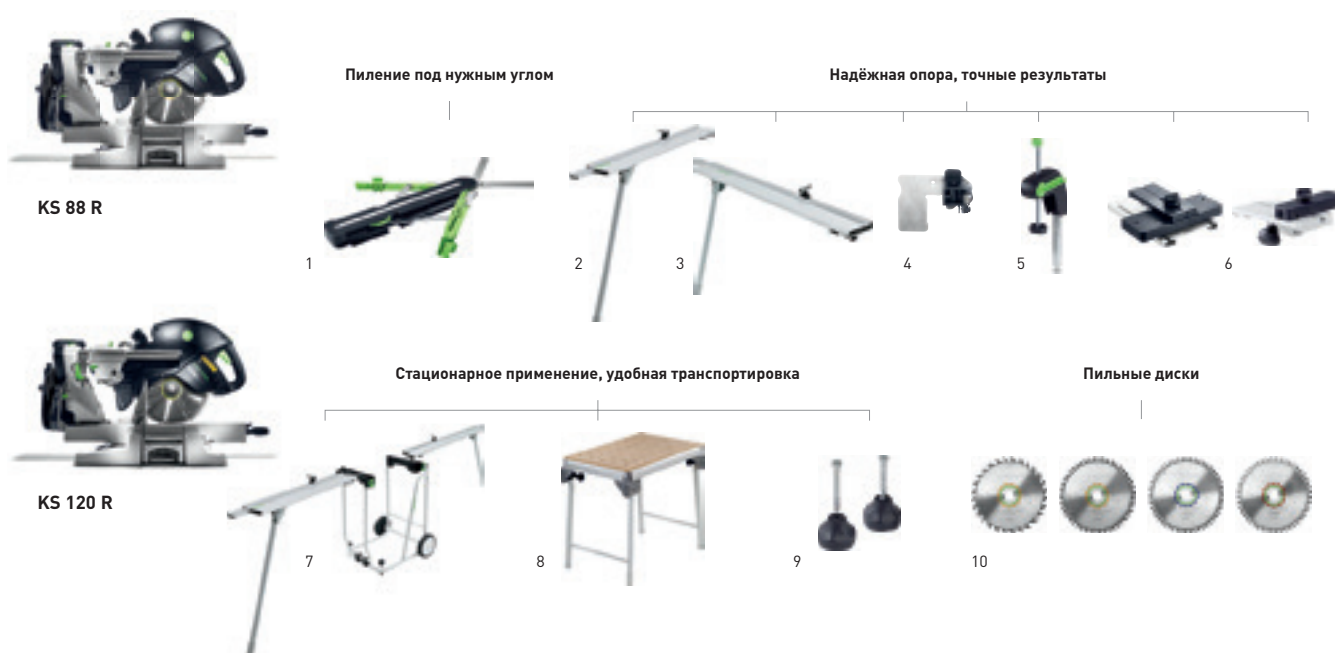 Пиление под нужным углом
Надёжная опора, точные результаты
KS 88 R
1
2
3
4
5
6
Стационарное применение, удобная транспортировка
Пильные диски
KS 120 R
7
8
9
10